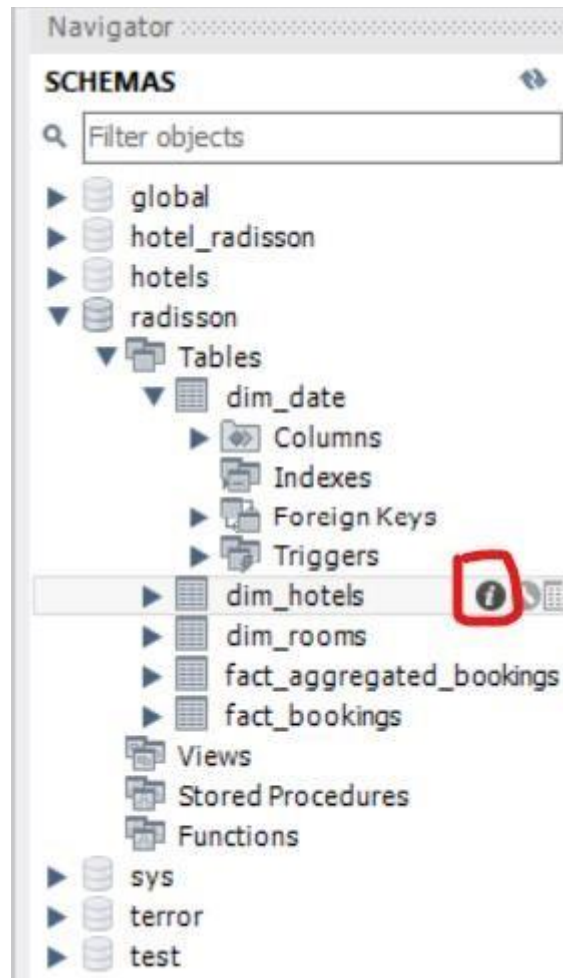 Navigator
SCHEMAS
Filter objects
global
hotel_radisson
hotels
radisson
Tables
dim_date
Columns
Indexes
Foreign Keys
Triggers
dim_hotels
dim_rooms
fact_aggregated_bookings
fact_bookings
Views
Stored Procedures
Functions
sys
terror
test